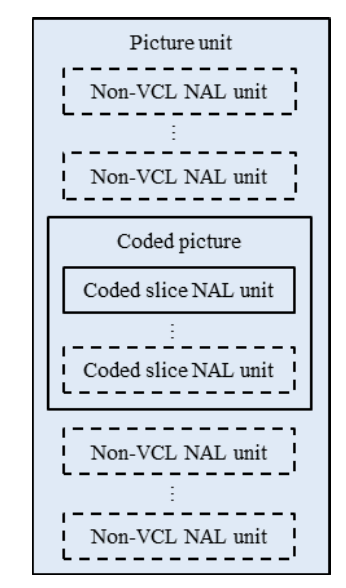 Picture unit
Non-VCL NAL unit
⋮
Non-VCL NAL unit
Coded picture
Coded slice NAL unit
⋮
Coded slice NAL unit
Non-VCL NAL unit
⋮
Non-VCL NAL unit